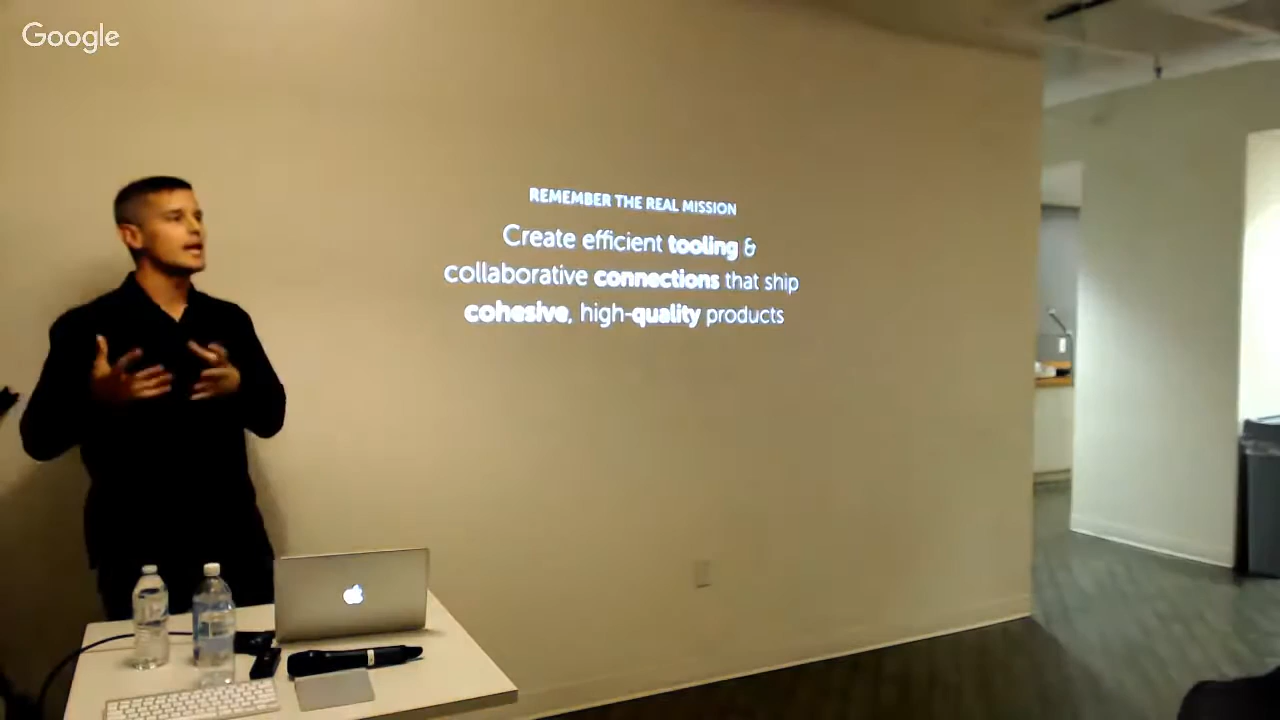 Google
REMEMBER THE REAL MISSION
Create efficient tooling &
collaborative connections that ship
cohesive, high-quality products